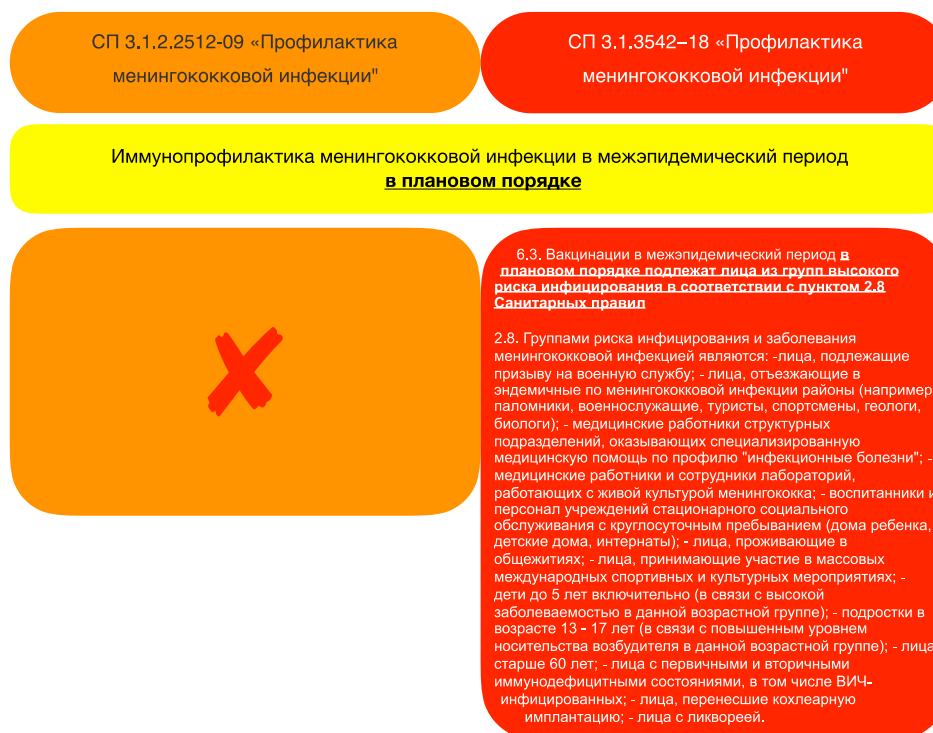 СП 3.1.2.2512-09 «Профилактика
менингококковой инфекции"
СП 3.1.3542–18 «Профилактика
менингококковой инфекции"
Иммунопрофилактика менингококковой инфекции в межэпидемический период
в плановом порядке
6.3. Вакцинации в межэпидемический период в
плановом порядке подлежат лица из групп высокого
риска инфицирования в соответствии с пунктом 2.8
Санитарных правил
2.8. Группами риска инфицирования и заболевания
менингококковой инфекцией являются: -лица, подлежащие
призыву на военную службу; - лица, отъезжающие в
эндемичные по менингококковой инфекции районы (например
паломники, военнослужащие, туристы, спортсмены, геологи,
биологи); - медицинские работники структурных
подразделений, оказывающих специализированную
медицинскую помощь по профилю "инфекционные болезни"; -
медицинские работники и сотрудники лабораторий,
работающих с живой культурой менингококка; - воспитанники и
персонал учреждений стационарного социального
обслуживания с круглосуточным пребыванием (дома ребенка,
детские дома, интернаты); - лица, проживающие в
общежитиях; - лица, принимающие участие в массовых
международных спортивных и культурных мероприятиях; -
дети до 5 лет включительно (в связи с высокой
заболеваемостью в данной возрастной группе); - подростки в
возрасте 13 - 17 лет (в связи с повышенным уровнем
носительства возбудителя в данной возрастной группе); - лица
старше 60 лет; - лица с первичными и вторичными
иммунодефицитными состояниями, в том числе ВИЧ-
инфицированных; - лица, перенесшие кохлеарную
имплантацию; - лица с ликвореей.